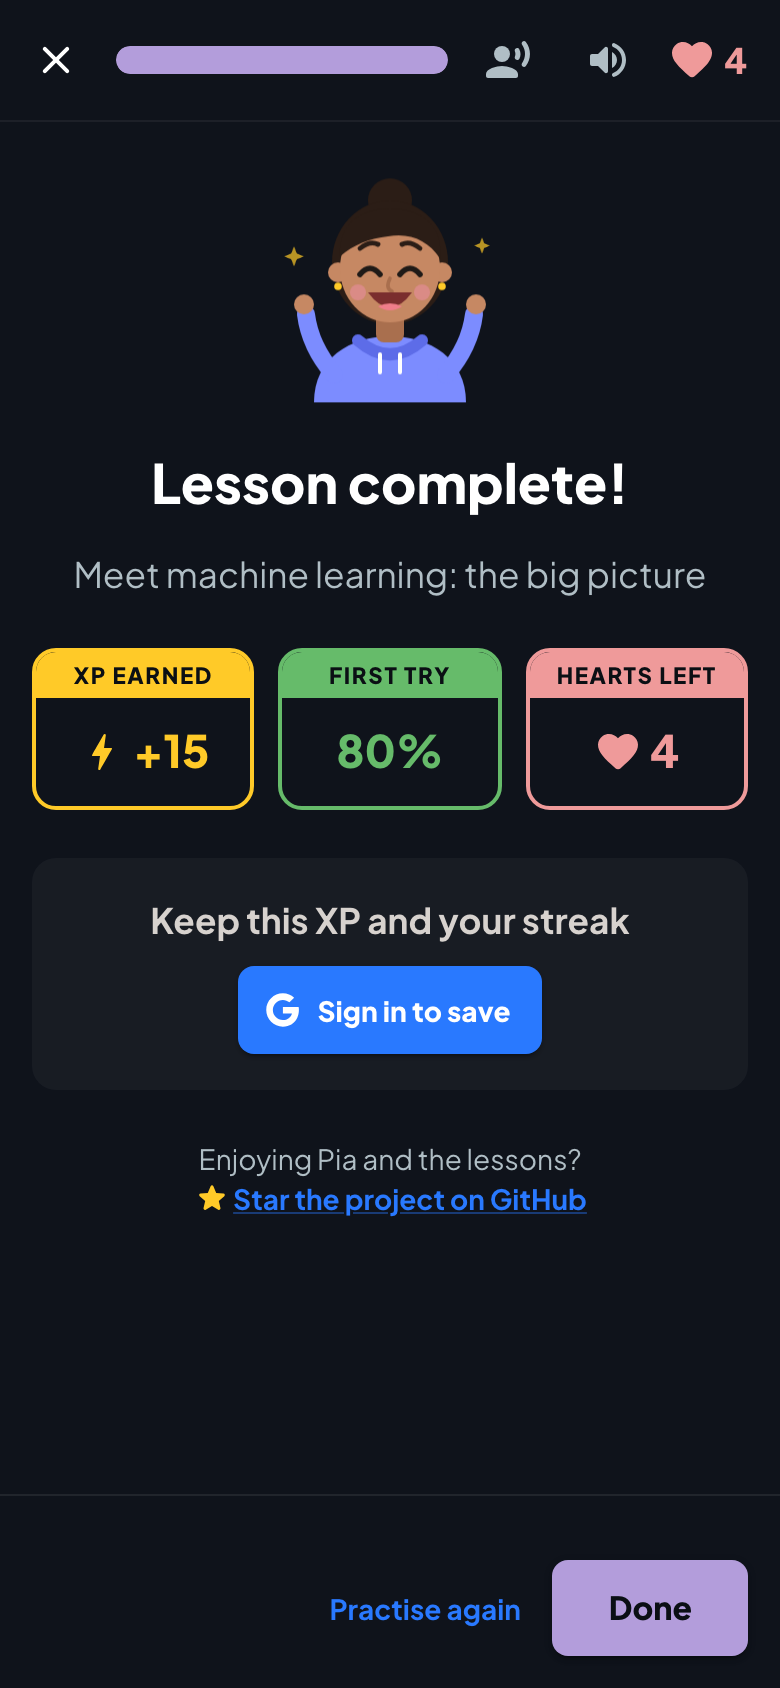 4
Lesson complete!
Meet machine learning: the big picture
XP EARNED
+15
FIRST TRY
80%
HEARTS LEFT
4
Keep this XP and your streak
G Sign in to save
Enjoying Pia and the lessons?
Star the project on GitHub
Practise again
Done